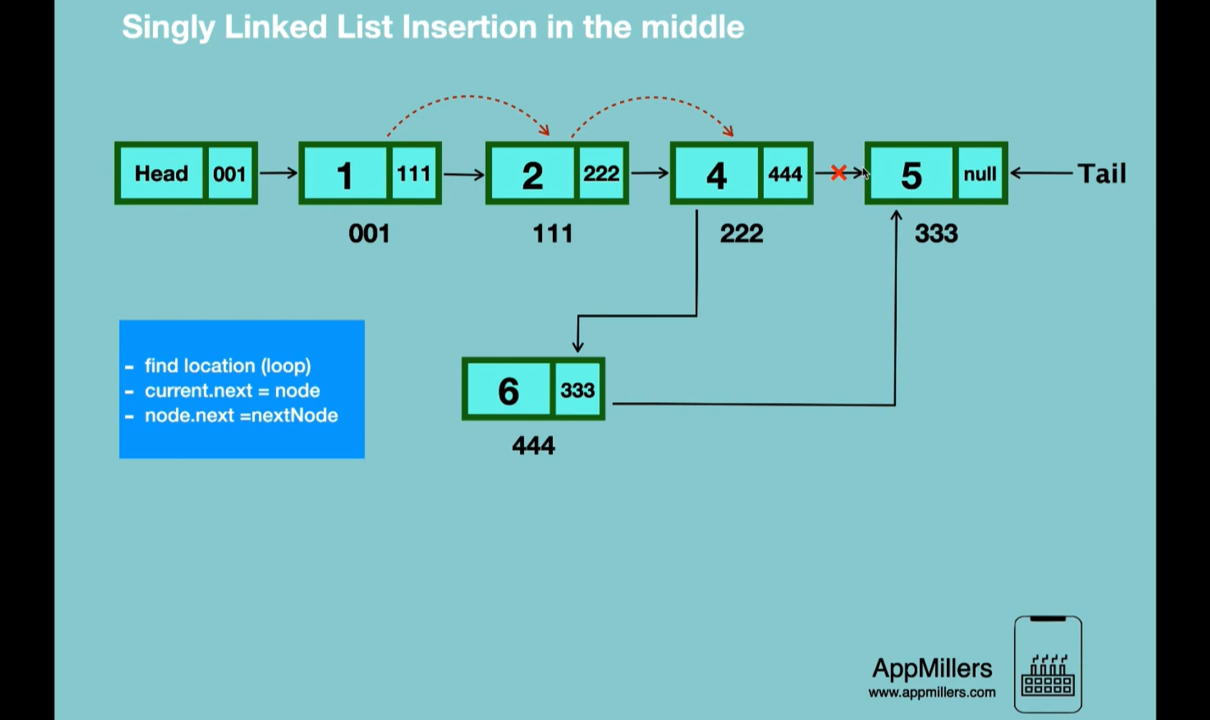 Singly Linked List Insertion in the middle
Head 001 1 111 2 222 4 444 5 null Tail
001 111 222 333
- find location (loop)
- current.next = node
- node.next =nextNode
6 333
444
AppMillers
www.appmillers.com